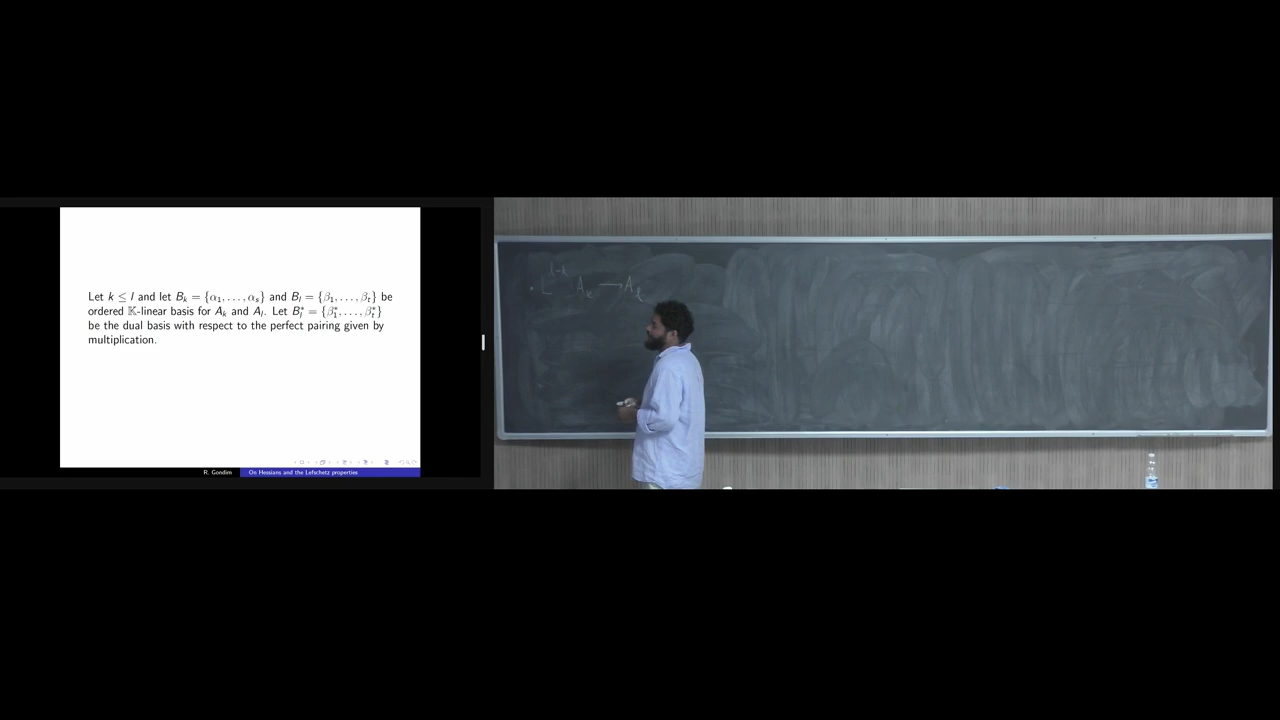 Let k ≤ l and let B_k = {α_1, . . . , α_s} and B_l = {β_1, . . . , β_t} be
ordered 𝕂-linear basis for A_k and A_l. Let B_l^* = {β_1^*, . . . , β_t^*}
be the dual basis with respect to the perfect pairing given by
multiplication.
R. Gondim On Hessians and the Lefschetz properties
· L^{l-k} A_k ⟶ A_l